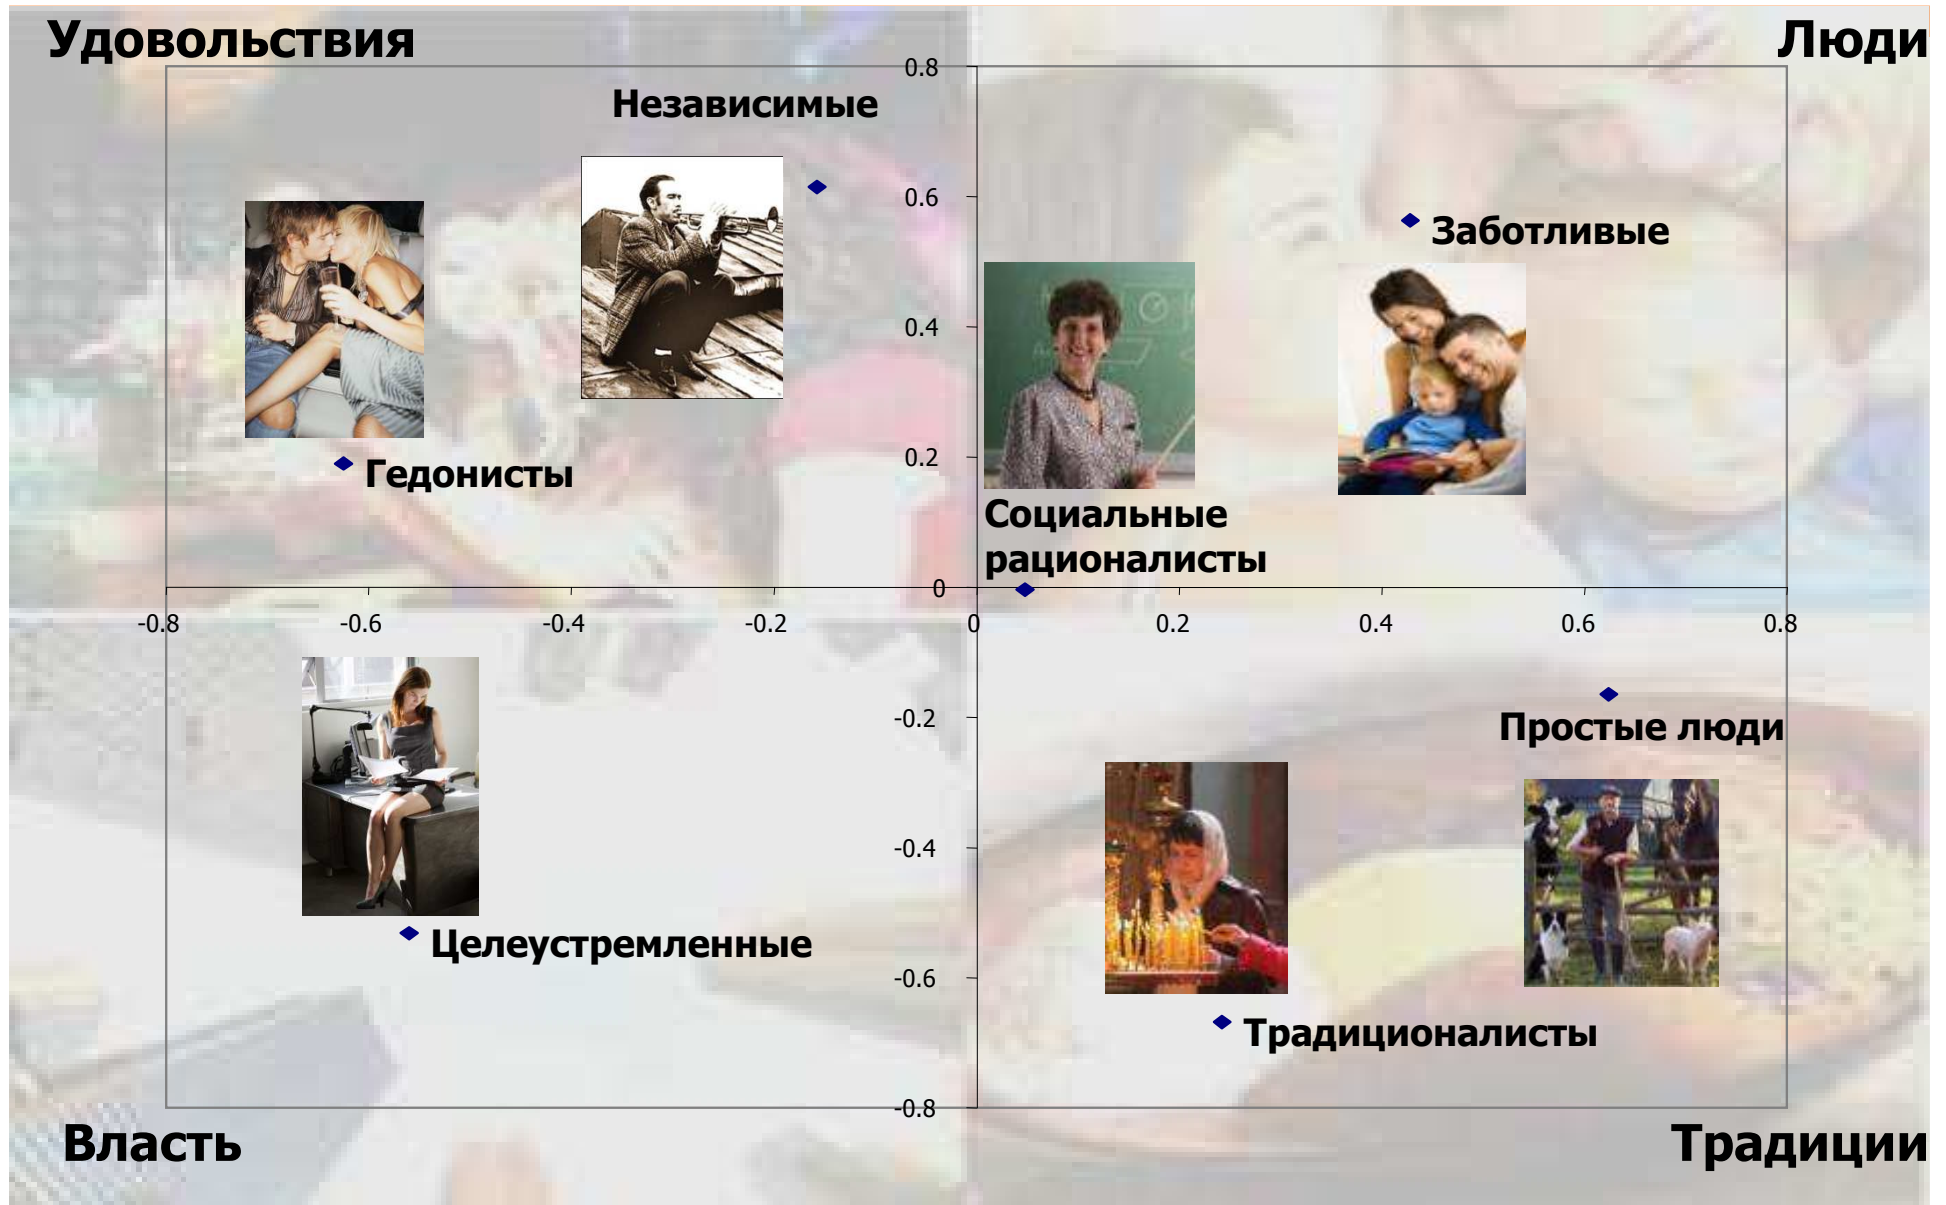 Удовольствия
Люди
0.8
Независимые
0.6
Заботливые
0.4
0.2
Гедонисты
Социальные
рационалисты
0
-0.8
-0.6
-0.4
-0.2
0
0.2
0.4
0.6
0.8
-0.2
Простые люди
-0.4
Целеустремленные
-0.6
Традиционалисты
-0.8
Власть
Традиции